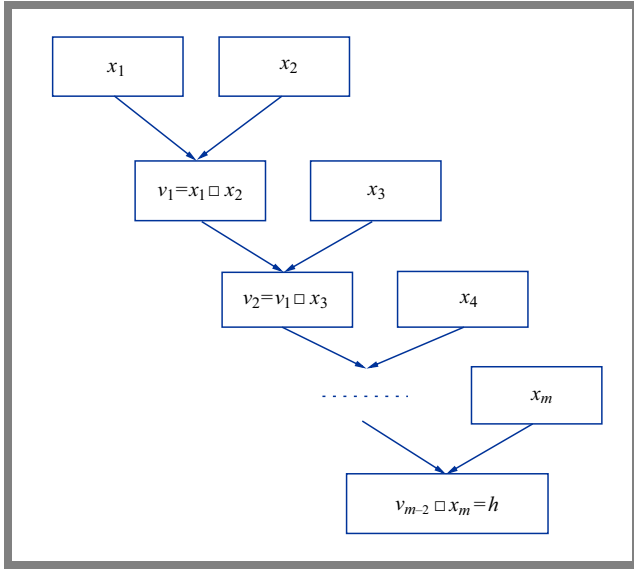 x₁ x₂
v₁=x₁ □ x₂ x₃
v₂=v₁ □ x₃ x₄
.........
xₘ
vₘ₋₂ □ xₘ=h